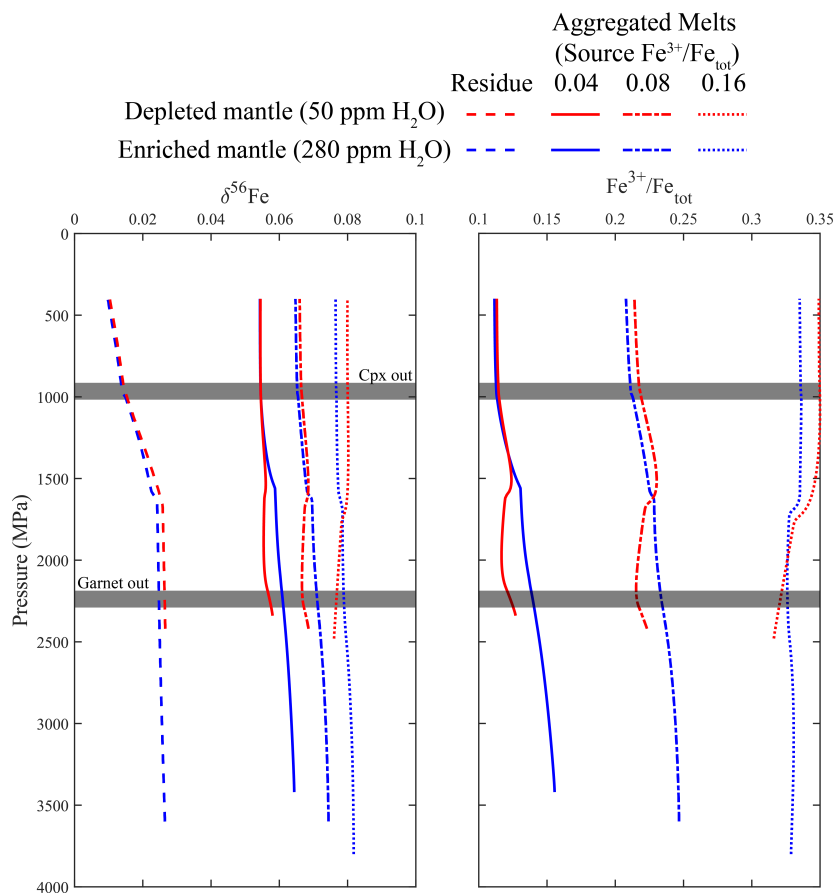 Aggregated Melts
(Source Fe³⁺/Fe_tot)
Residue 0.04 0.08 0.16
Depleted mantle (50 ppm H₂O)
Enriched mantle (280 ppm H₂O)
δ⁵⁶Fe Fe³⁺/Fe_tot
0 0.02 0.04 0.06 0.08 0.1 0.1 0.15 0.2 0.25 0.3 0.35
0
500
Cpx out
1000
1500
Pressure (MPa)
2000
Garnet out
2500
3000
3500
4000